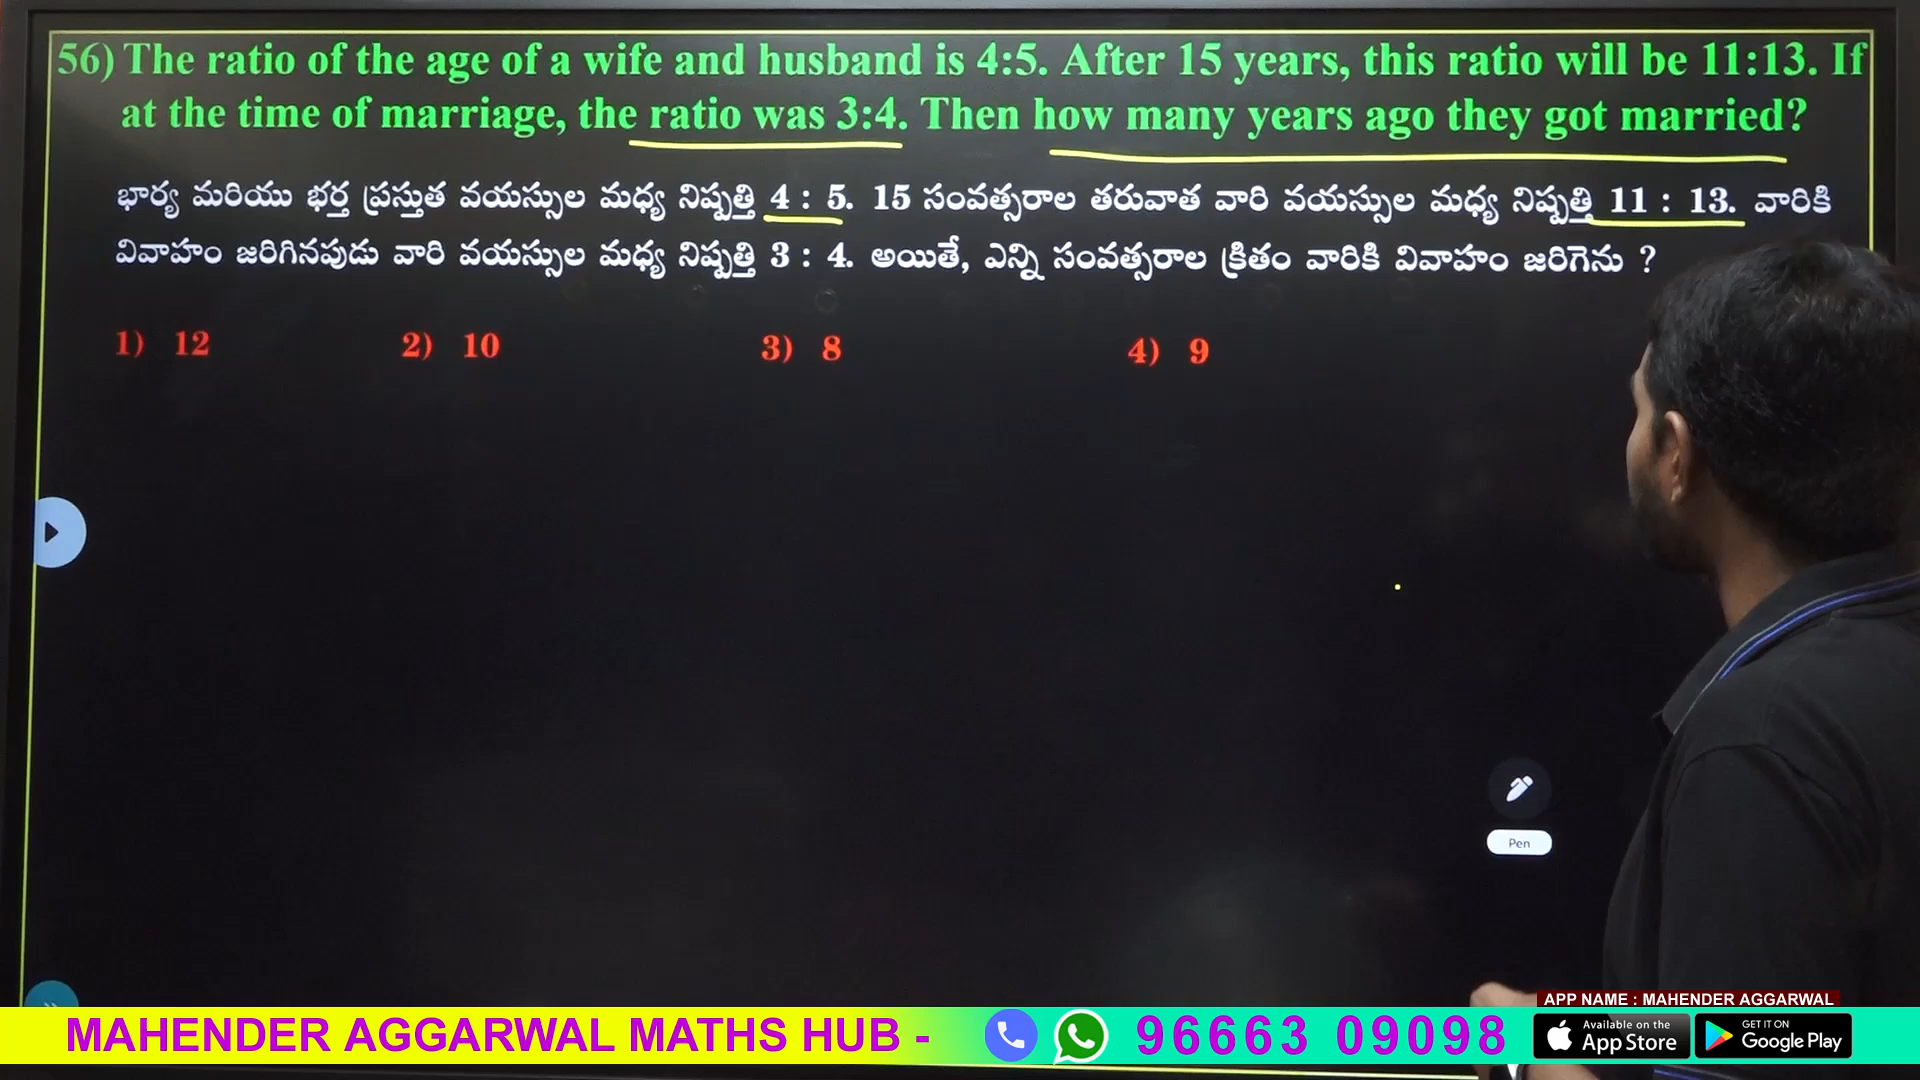 56) The ratio of the age of a wife and husband is 4:5. After 15 years, this ratio will be 11:13. If
at the time of marriage, the ratio was 3:4. Then how many years ago they got married?
భార్య మరియు భర్త ప్రస్తుత వయస్సుల మధ్య నిష్పత్తి 4 : 5. 15 సంవత్సరాల తరువాత వారి వయస్సుల మధ్య నిష్పత్తి 11 : 13. వారికి
వివాహం జరిగినపుడు వారి వయస్సుల మధ్య నిష్పత్తి 3 : 4. అయితే, ఎన్ని సంవత్సరాల క్రితం వారికి వివాహం జరిగెను ?
1) 12 2) 10 3) 8 4) 9
Pen
APP NAME : MAHENDER AGGARWAL
MAHENDER AGGARWAL MATHS HUB - 96663 09098
Available on the App Store
GET IT ON Google Play